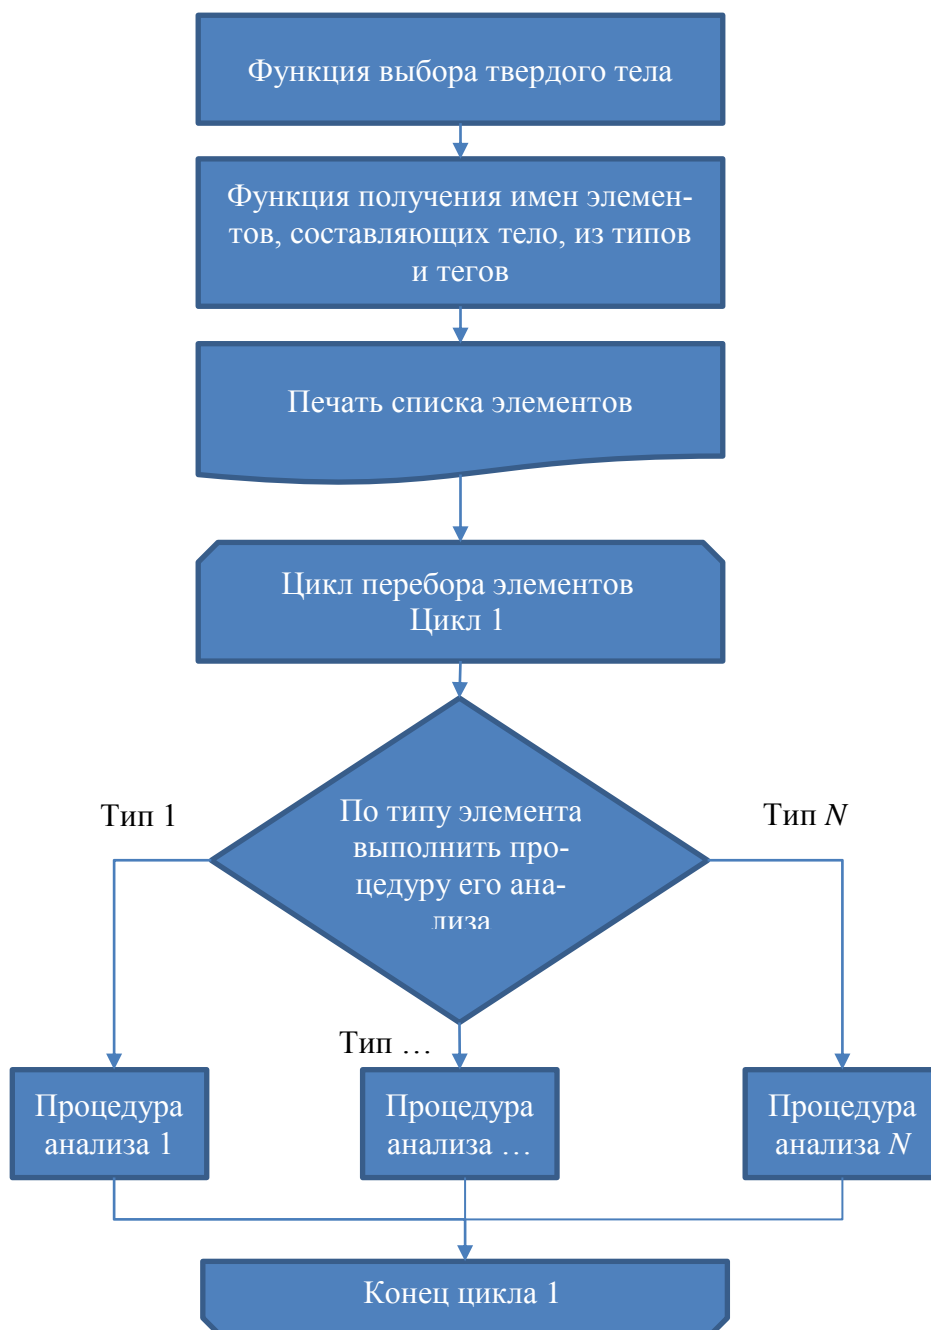 Функция выбора твердого тела
Функция получения имен элемен-
тов, составляющих тело, из типов
и тегов
Печать списка элементов
Цикл перебора элементов
Цикл 1
Тип 1
По типу элемента
выполнить про-
цедуру его ана-
лиза
Тип N
Тип …
Процедура
анализа 1
Процедура
анализа …
Процедура
анализа N
Конец цикла 1